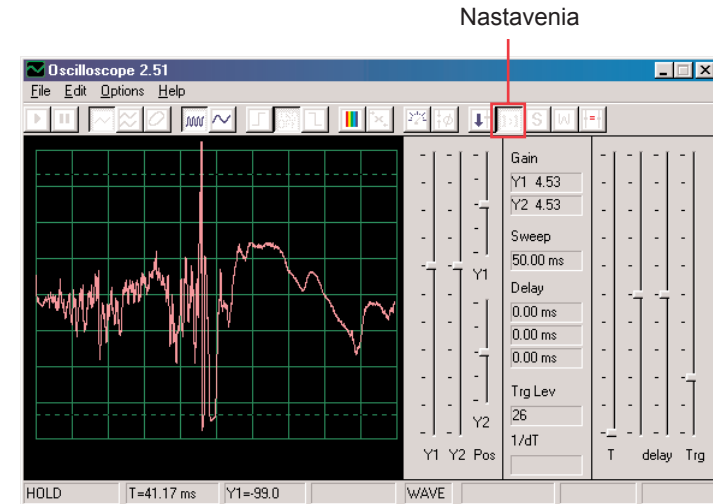 Nastavenia
Oscilloscope 2.51
File Edit Options Help
1:1 S W
Gain
Y1 4.53
Y2 4.53
Sweep
50.00 ms
Y1
Delay
0.00 ms
0.00 ms
0.00 ms
Trg Lev
26
Y2
1/dT
Y1 Y2 Pos
T delay Trg
HOLD T=41.17 ms Y1=-99.0 WAVE